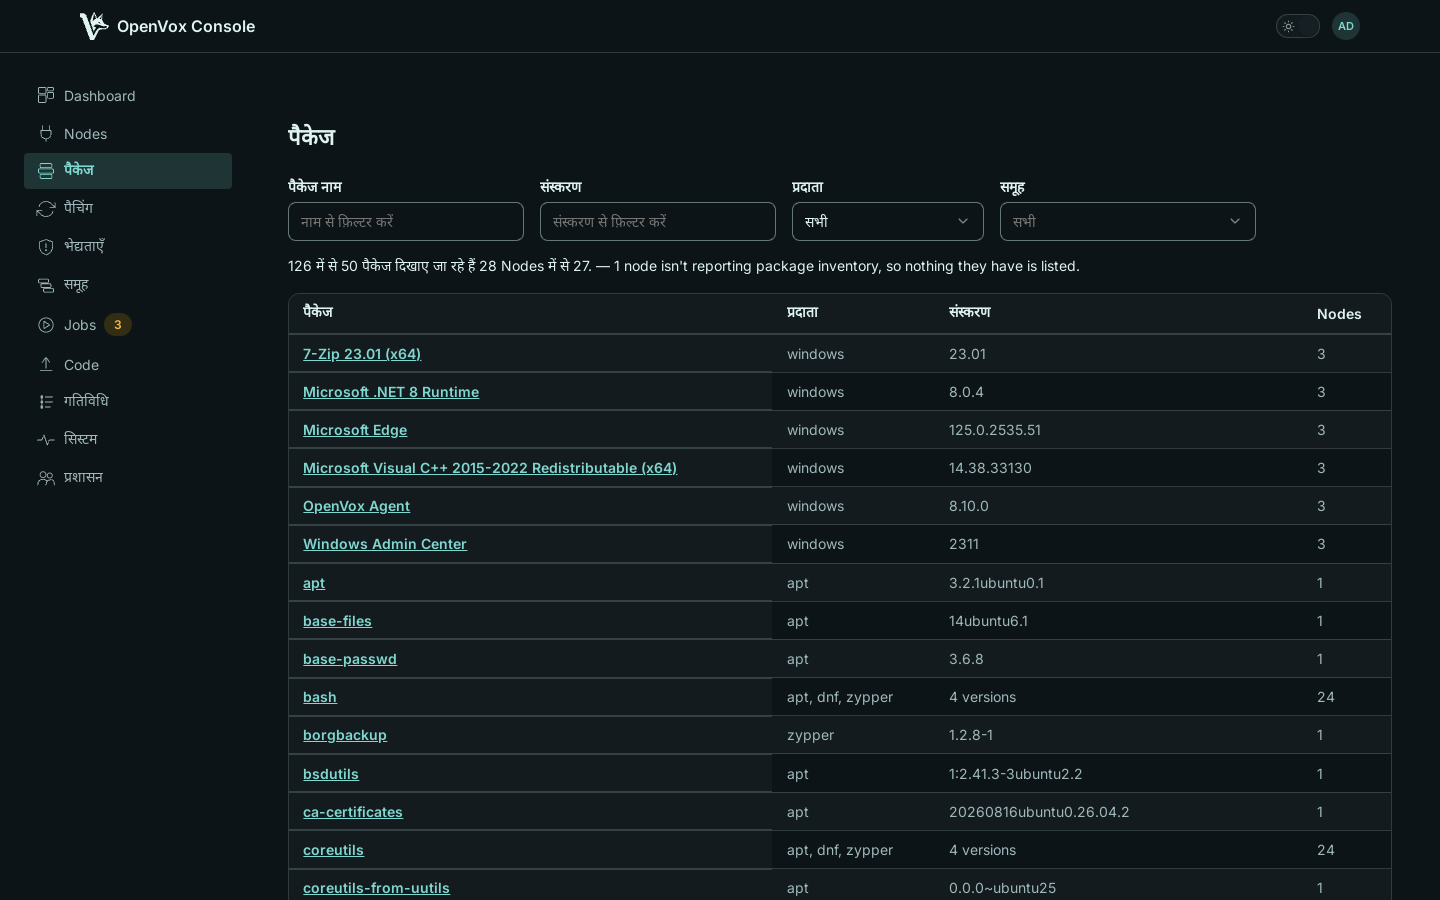 OpenVox Console
AD
Dashboard
Nodes
पैकेज
पैचिंग
भेद्यताएँ
समूह
Jobs 3
Code
गतिविधि
सिस्टम
प्रशासन
पैकेज
पैकेज नाम संस्करण प्रदाता समूह
नाम से फ़िल्टर करें संस्करण से फ़िल्टर करें सभी सभी
126 में से 50 पैकेज दिखाए जा रहे हैं 28 Nodes में से 27. — 1 node isn't reporting package inventory, so nothing they have is listed.
पैकेज प्रदाता संस्करण Nodes
7-Zip 23.01 (x64) windows 23.01 3
Microsoft .NET 8 Runtime windows 8.0.4 3
Microsoft Edge windows 125.0.2535.51 3
Microsoft Visual C++ 2015-2022 Redistributable (x64) windows 14.38.33130 3
OpenVox Agent windows 8.10.0 3
Windows Admin Center windows 2311 3
apt apt 3.2.1ubuntu0.1 1
base-files apt 14ubuntu6.1 1
base-passwd apt 3.6.8 1
bash apt, dnf, zypper 4 versions 24
borgbackup zypper 1.2.8-1 1
bsdutils apt 1:2.41.3-3ubuntu2.2 1
ca-certificates apt 20260816ubuntu0.26.04.2 1
coreutils apt, dnf, zypper 4 versions 24
coreutils-from-uutils apt 0.0.0~ubuntu25 1